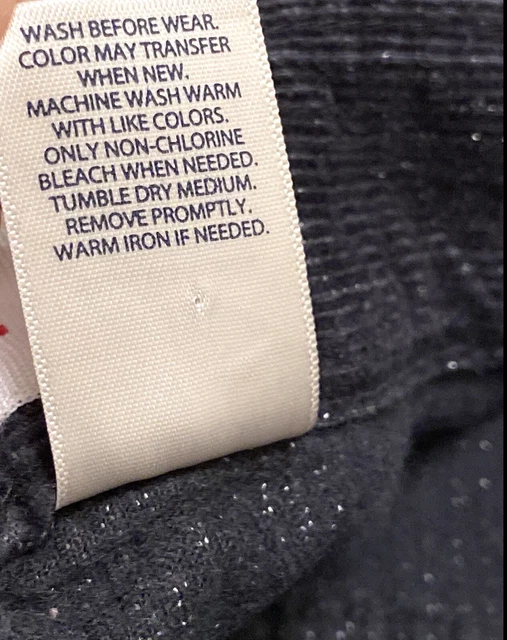 WASH BEFORE WEAR.
COLOR MAY TRANSFER
WHEN NEW.
MACHINE WASH WARM
WITH LIKE COLORS.
ONLY NON-CHLORINE
BLEACH WHEN NEEDED.
TUMBLE DRY MEDIUM.
REMOVE PROMPTLY.
WARM IRON IF NEEDED.